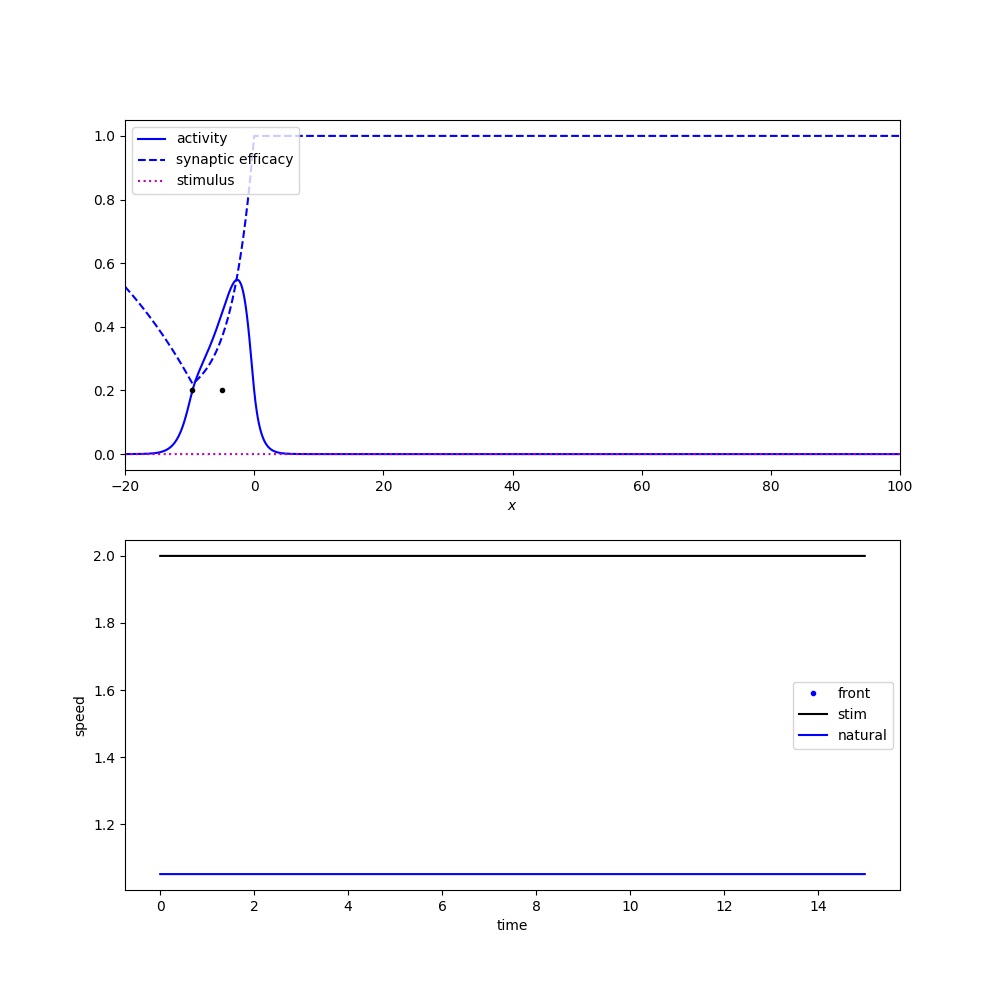 1.0
0.8
0.6
0.4
0.2
0.0
activity
synaptic efficacy
stimulus
−20 0 20 40 60 80 100
x
2.0
1.8
1.6
1.4
1.2
speed
front
stim
natural
0 2 4 6 8 10 12 14
time